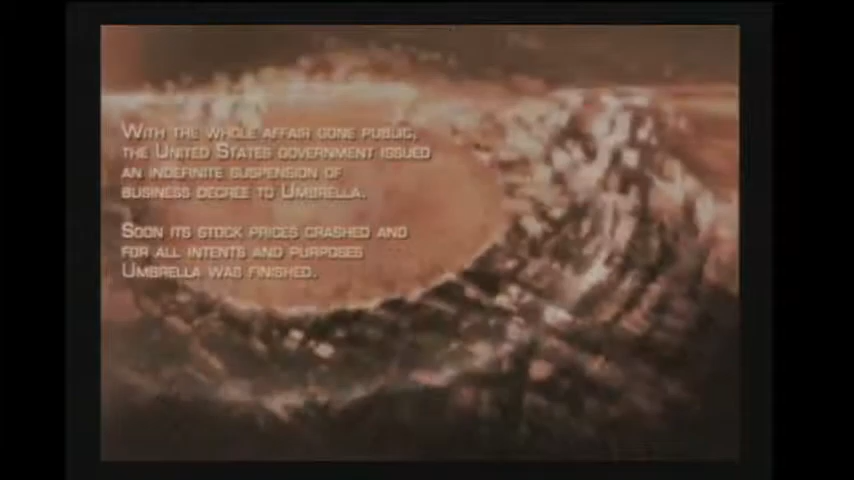 With the whole affair gone public,
the United States government issued
an indefinite suspension of
business decree to Umbrella.
Soon its stock prices crashed and
for all intents and purposes
Umbrella was finished.